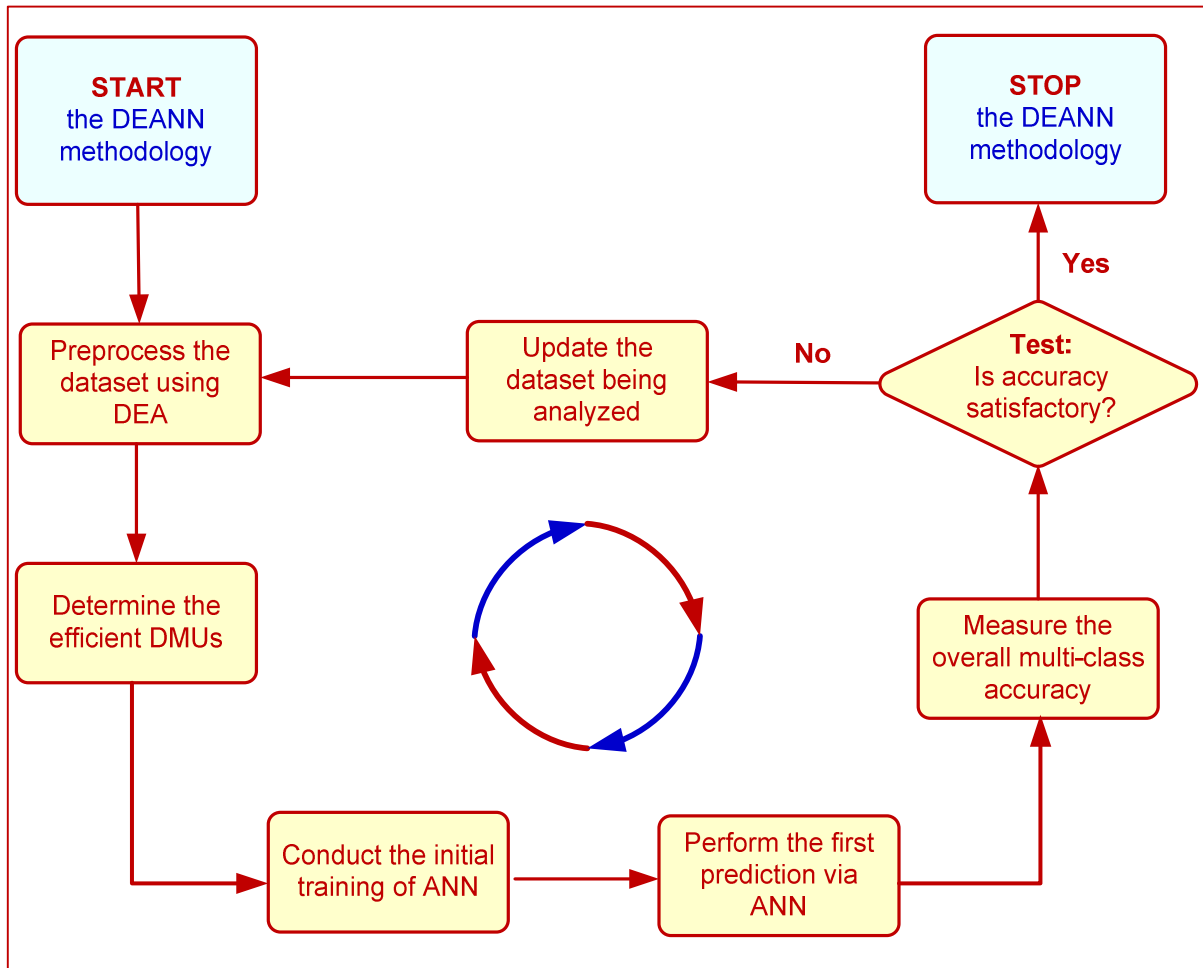 START
the DEANN
methodology
Preprocess the
dataset using
DEA
Determine the
efficient DMUs
Conduct the initial
training of ANN
Perform the first
prediction via
ANN
Measure the
overall multi-class
accuracy
Test:
Is accuracy
satisfactory?
No
Update the
dataset being
analyzed
Yes
STOP
the DEANN
methodology